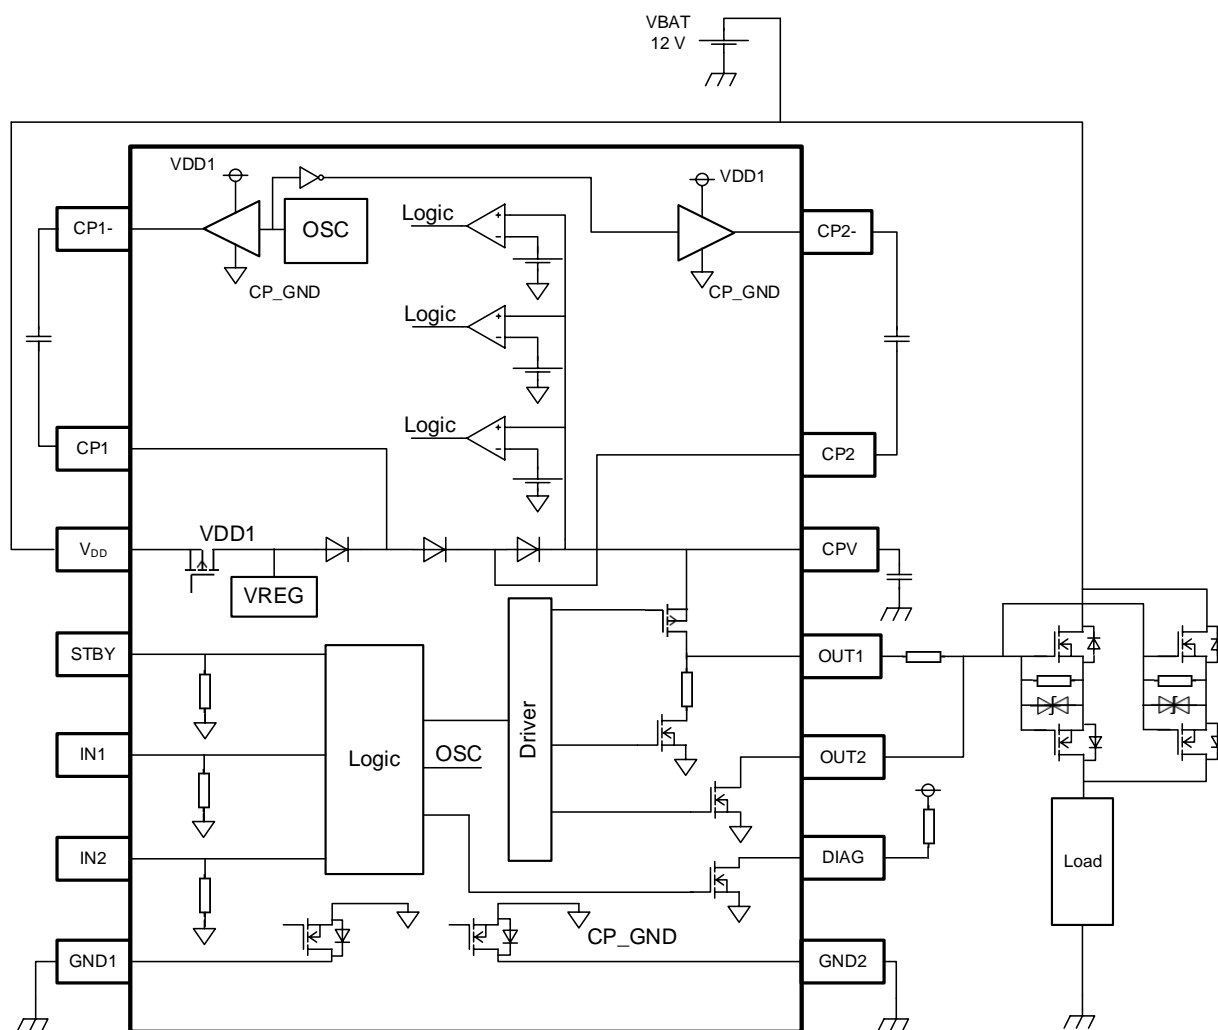 VBAT
12 V
VDD1
VDD1
CP1-
OSC
Logic
CP2-
CP_GND
CP_GND
Logic
Logic
CP1
CP2
VDD
VDD1
CPV
VREG
STBY
OUT1
Driver
IN1
Logic
OSC
OUT2
IN2
DIAG
Load
CP_GND
GND1
GND2